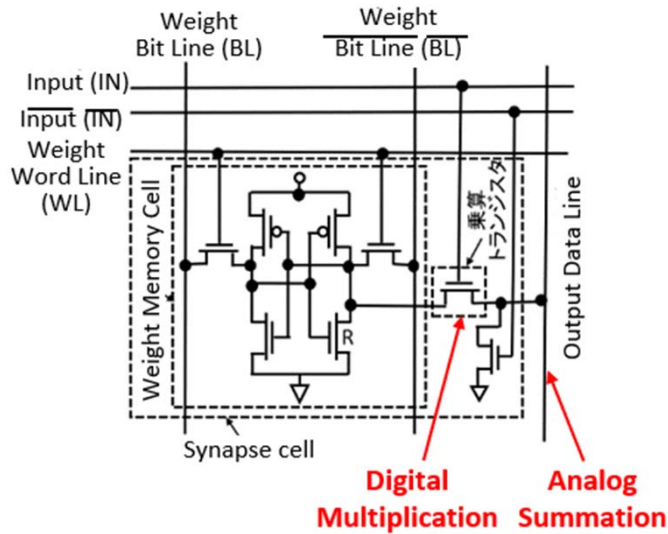 Weight
Bit Line (BL)
Weight
Bit Line (BL)
Input (IN)
Input (IN)
Weight
Word Line
(WL)
Weight Memory Cell
乗算
トランジスタ
Output Data Line
R
Synapse cell
Digital
Multiplication
Analog
Summation